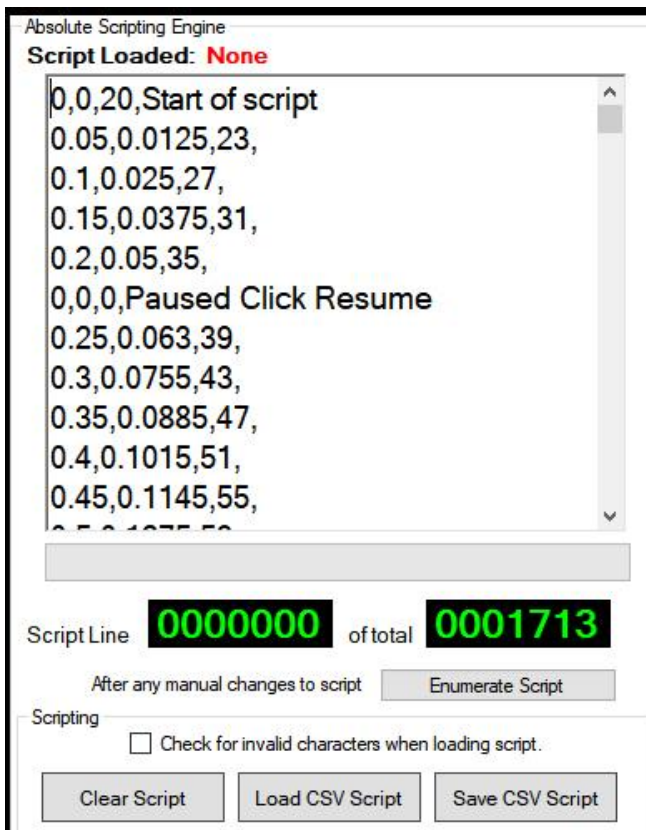 Absolute Scripting Engine
Script Loaded: None
0,0,20,Start of script
0.05,0.0125,23,
0.1,0.025,27,
0.15,0.0375,31,
0.2,0.05,35,
0,0,0,Paused Click Resume
0.25,0.063,39,
0.3,0.0755,43,
0.35,0.0885,47,
0.4,0.1015,51,
0.45,0.1145,55,
Script Line 0000000 of total 0001713
After any manual changes to script Enumerate Script
Scripting
Check for invalid characters when loading script.
Clear Script Load CSV Script Save CSV Script